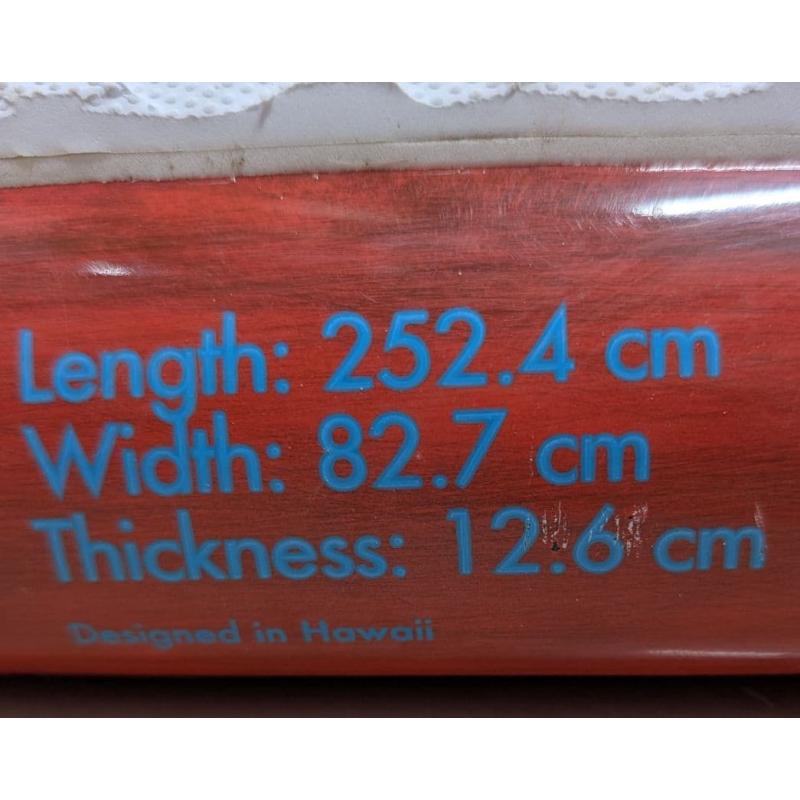 Length: 252.4 cm
Width: 82.7 cm
Thickness: 12.6 cm
Designed in Hawaii